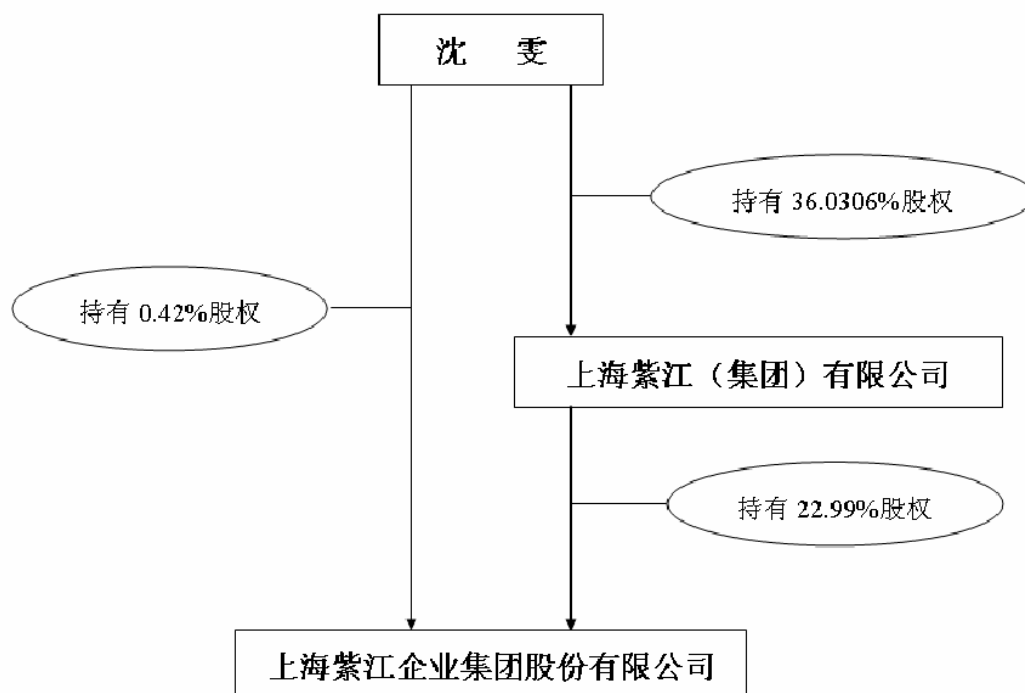 沈 雯
持有 36.0306%股权
持有 0.42%股权
上海紫江（集团）有限公司
持有 22.99%股权
上海紫江企业集团股份有限公司